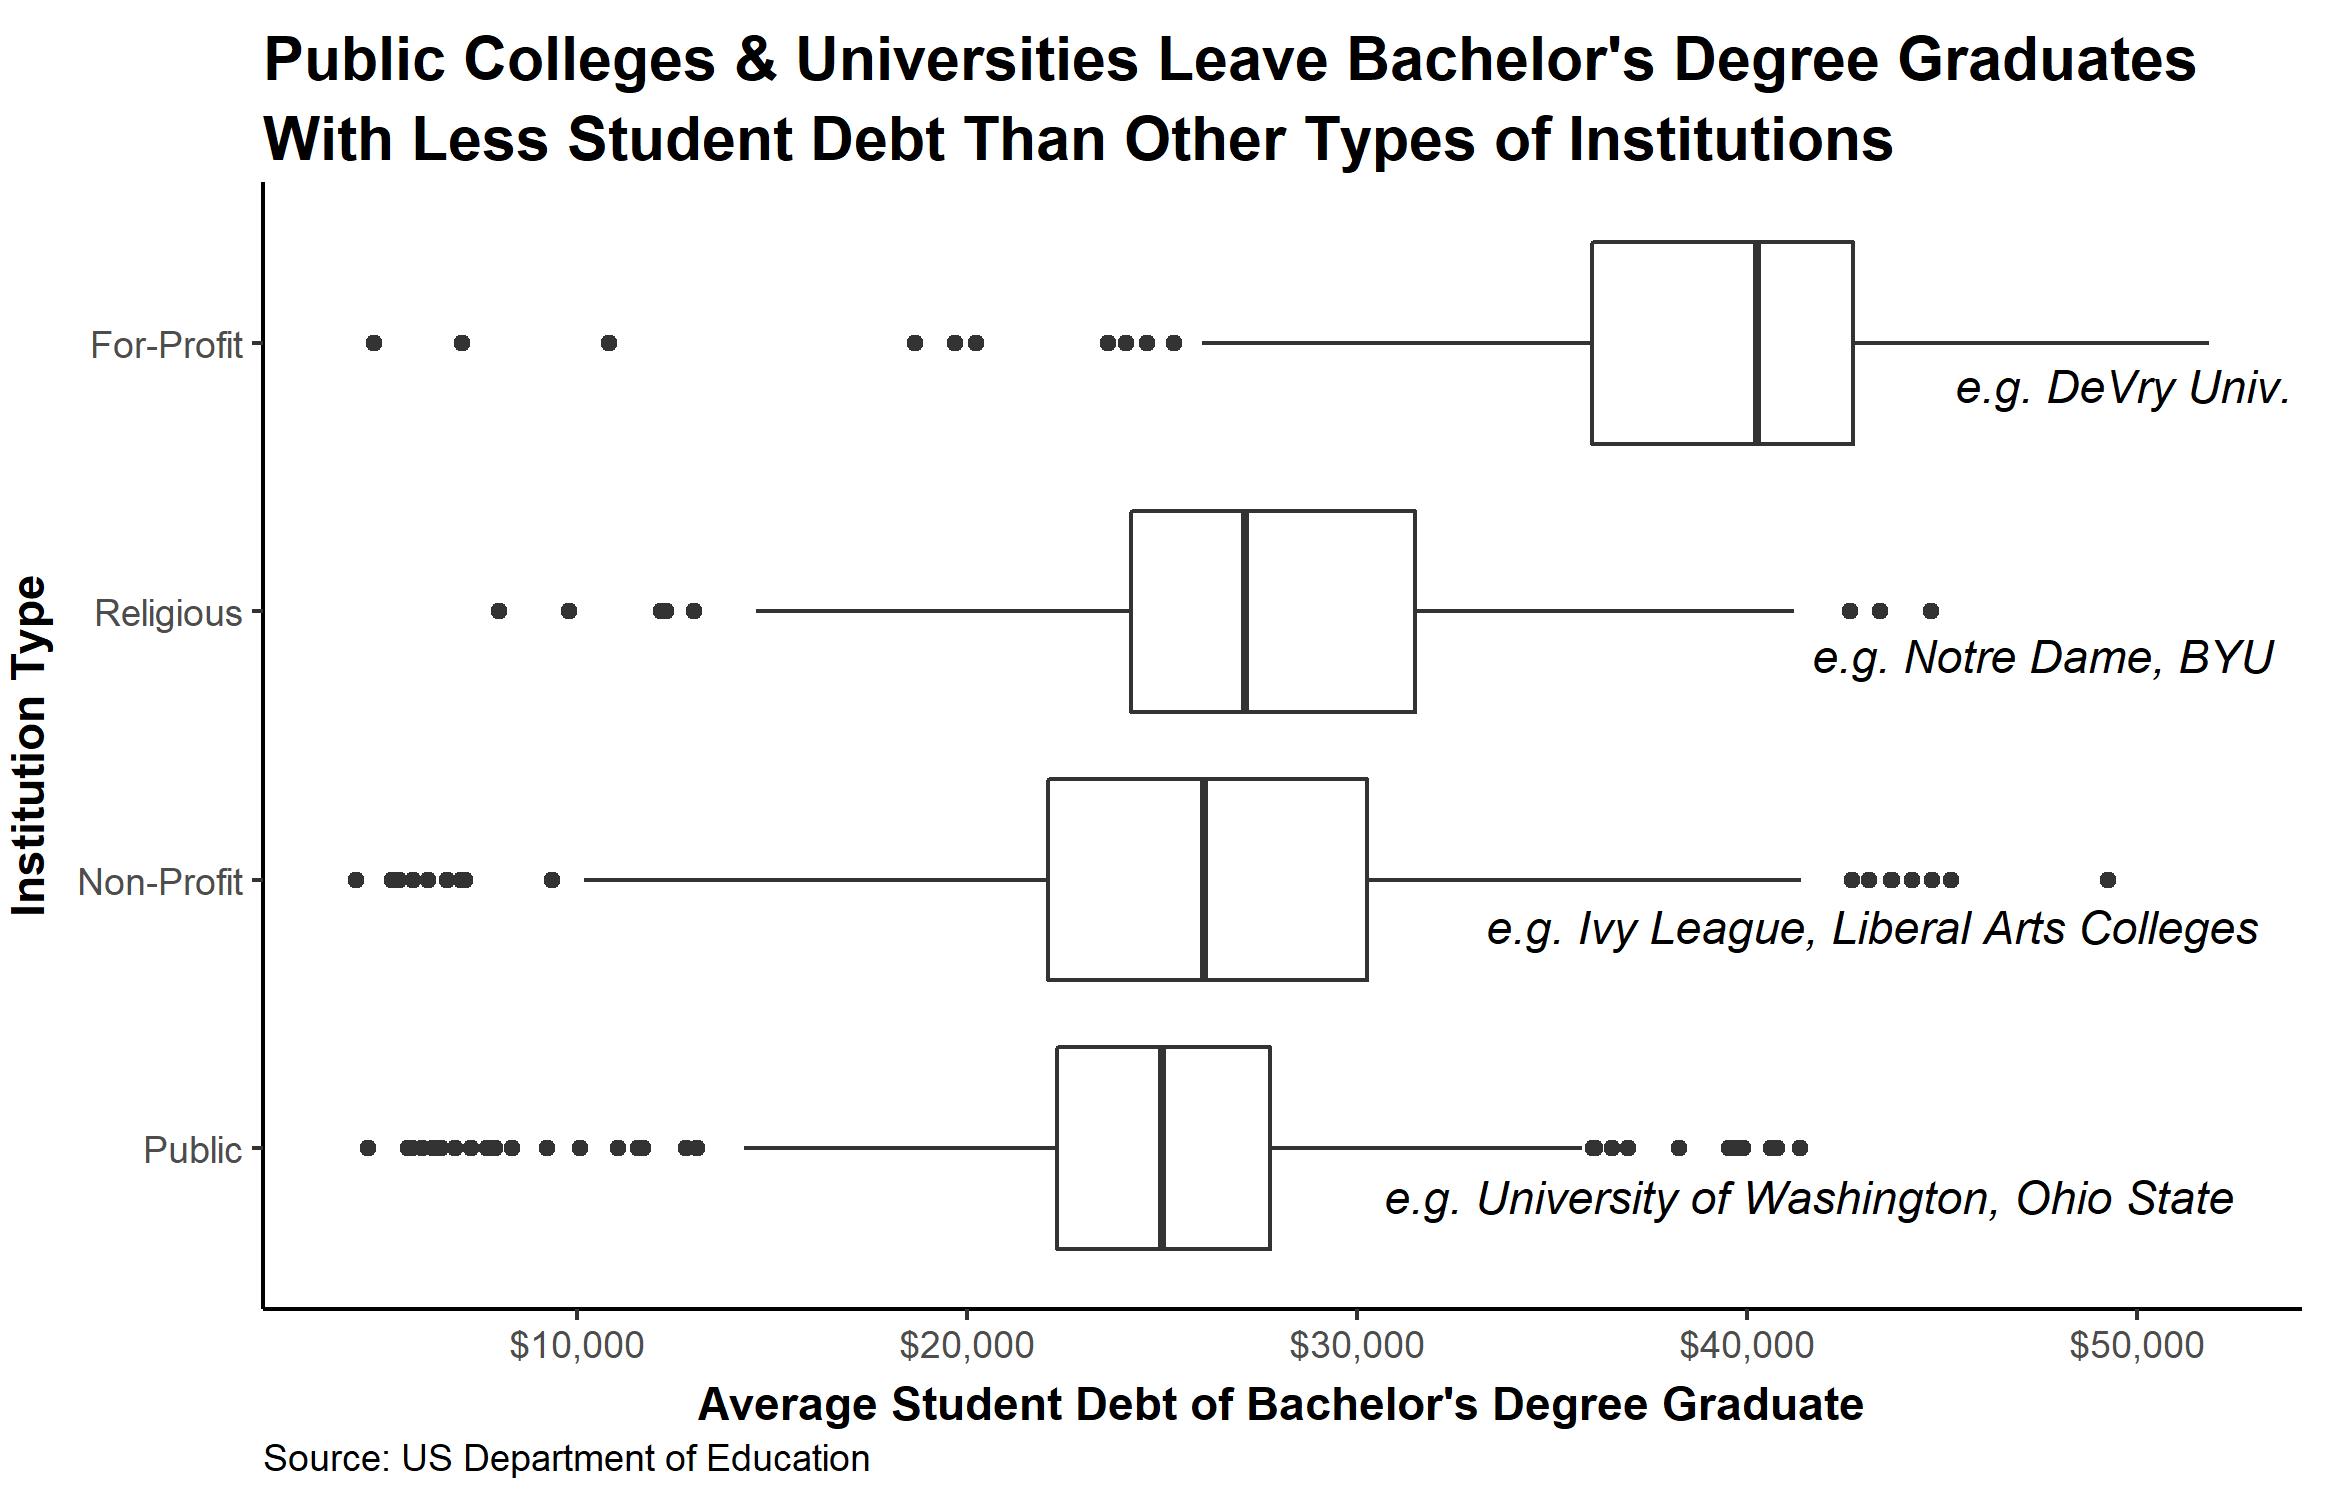 Public Colleges & Universities Leave Bachelor's Degree Graduates
With Less Student Debt Than Other Types of Institutions
Institution Type
For-Profit
e.g. DeVry Univ.
Religious
e.g. Notre Dame, BYU
Non-Profit
e.g. Ivy League, Liberal Arts Colleges
Public
e.g. University of Washington, Ohio State
$10,000 $20,000 $30,000 $40,000 $50,000
Average Student Debt of Bachelor's Degree Graduate
Source: US Department of Education